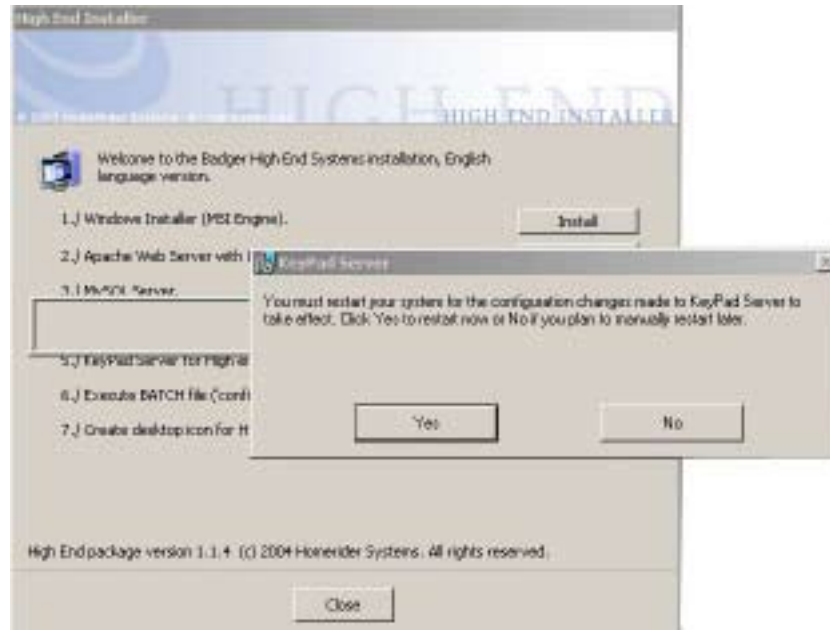 High End Installer
HIGH END
HIGH END INSTALLER
Welcome to the Badger High End Systems installation, English
language version.
1.) Windows Installer (MSI Engine).
Install
2.) Apache Web Server with
3.) MySQL Server.
KeyPad Server
You must restart your system for the configuration changes made to KeyPad Server to
take effect. Click Yes to restart now or No if you plan to manually restart later.
Yes
No
5.) KeyPad Server for High
6.) Execute BATCH file ('confi
7.) Create desktop icon for H
High End package version 1.1.4 (c) 2004 Homerider Systems. All rights reserved.
Close